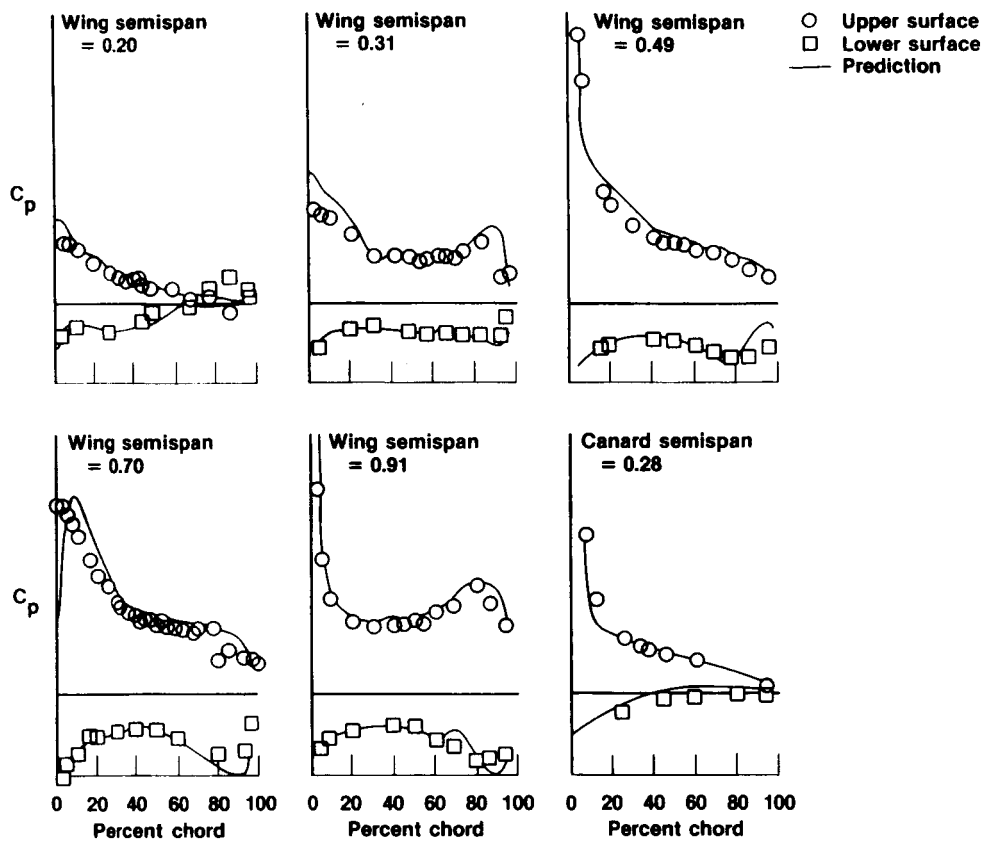 Wing semispan
= 0.20
Wing semispan
= 0.31
Wing semispan
= 0.49
Upper surface
Lower surface
Prediction
Cp
Wing semispan
= 0.70
Wing semispan
= 0.91
Canard semispan
= 0.28
Cp
0 20 40 60 80 100
Percent chord
0 20 40 60 80 100
Percent chord
0 20 40 60 80 100
Percent chord